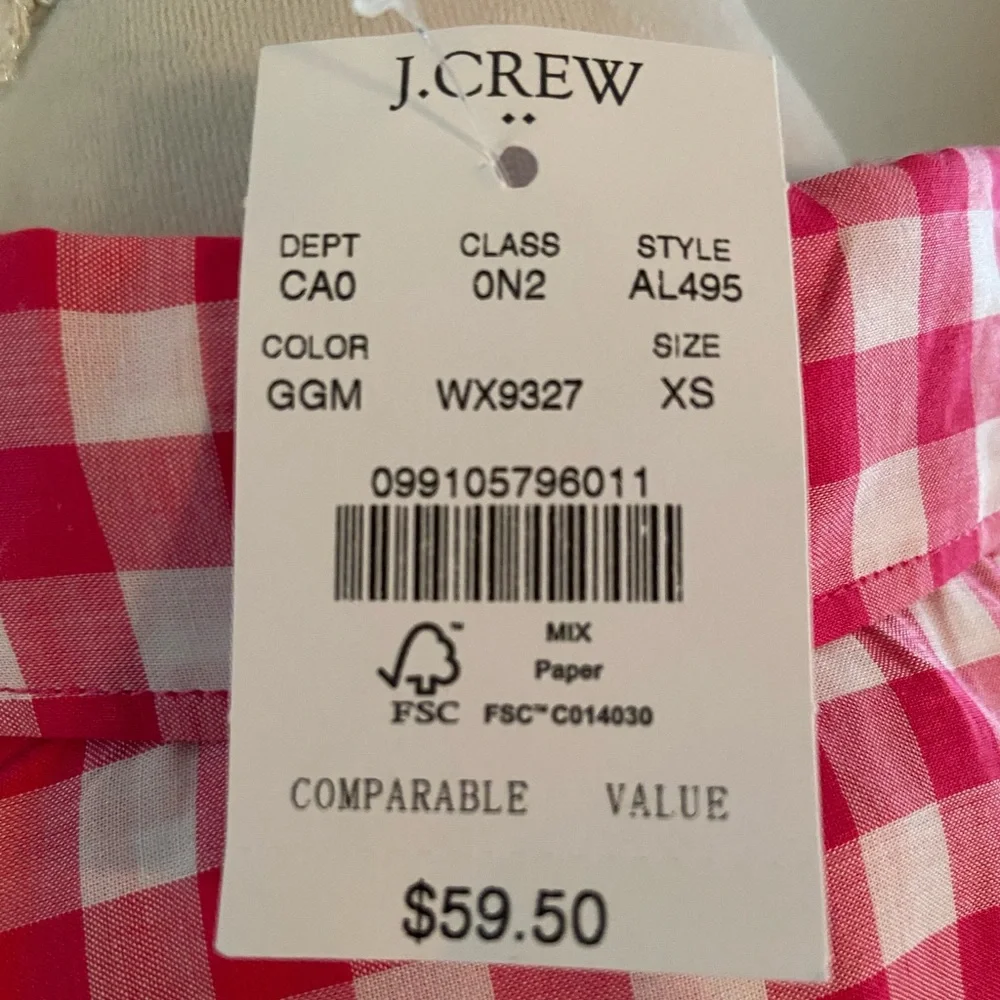 J.CREW
DEPT CLASS STYLE
CA0 0N2 AL495
COLOR SIZE
GGM WX9327 XS
099105796011
MIX
Paper
FSC FSC™ C014030
COMPARABLE VALUE
$59.50